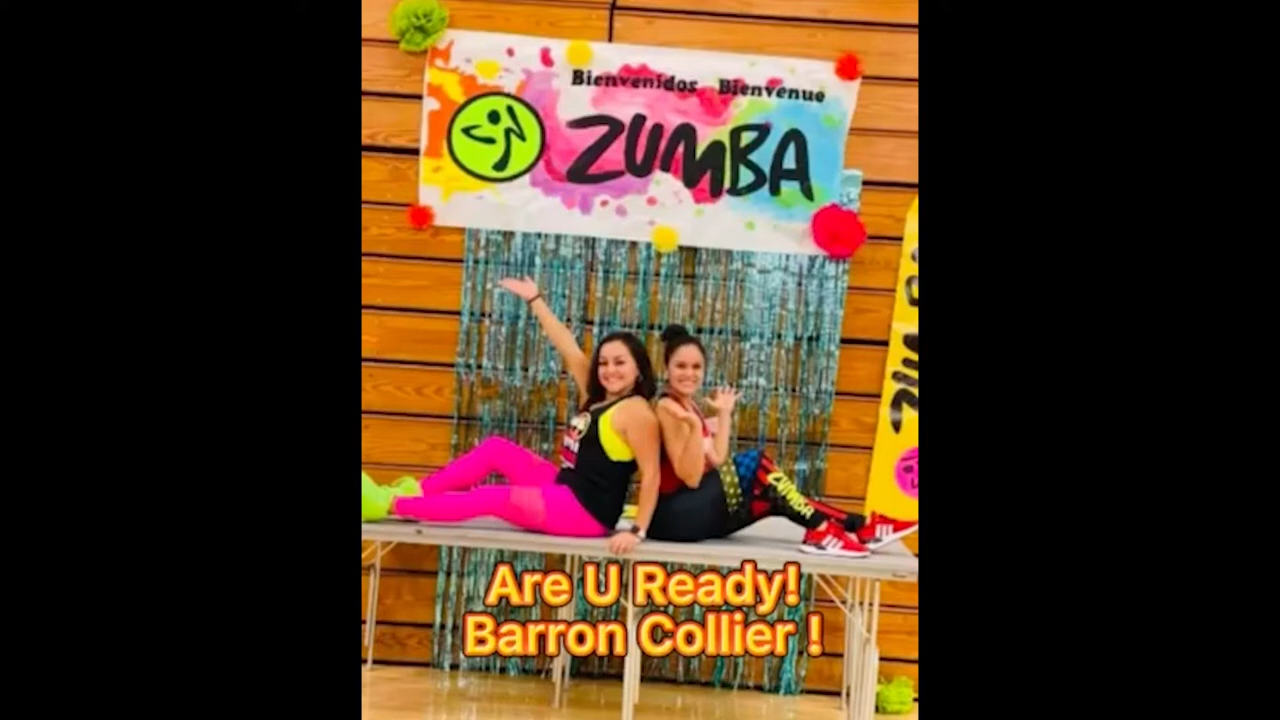 Bienvenidos Bienvenue
ZUMBA
ZUMBA
Are U Ready!
Barron Collier !